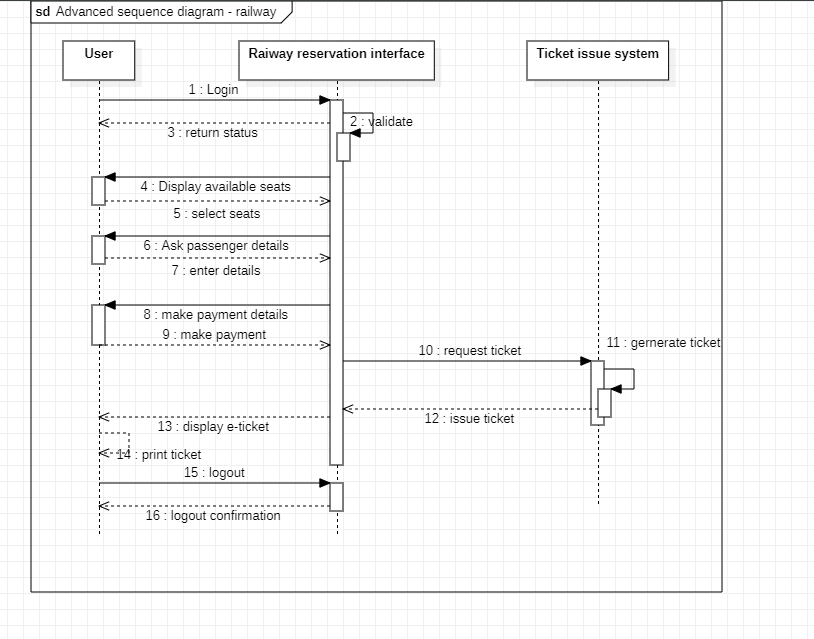 sd Advanced sequence diagram - railway
User
Raiway reservation interface
Ticket issue system
1 : Login
2 : validate
3 : return status
4 : Display available seats
5 : select seats
6 : Ask passenger details
7 : enter details
8 : make payment details
9 : make payment
10 : request ticket
11 : gernerate ticket
12 : issue ticket
13 : display e-ticket
14 : print ticket
15 : logout
16 : logout confirmation